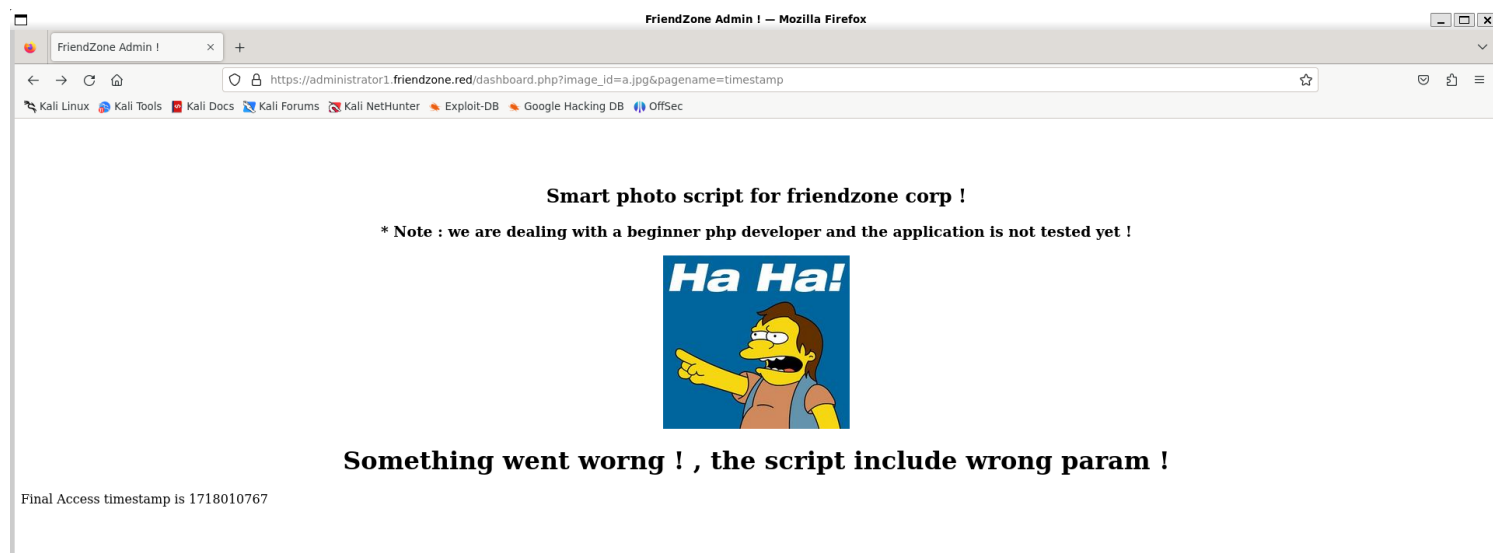 FriendZone Admin ! — Mozilla Firefox
FriendZone Admin !
https://administrator1.friendzone.red/dashboard.php?image_id=a.jpg&pagename=timestamp
Kali Linux Kali Tools Kali Docs Kali Forums Kali NetHunter Exploit-DB Google Hacking DB OffSec
Smart photo script for friendzone corp !
* Note : we are dealing with a beginner php developer and the application is not tested yet !
Ha Ha!
Something went worng ! , the script include wrong param !
Final Access timestamp is 1718010767